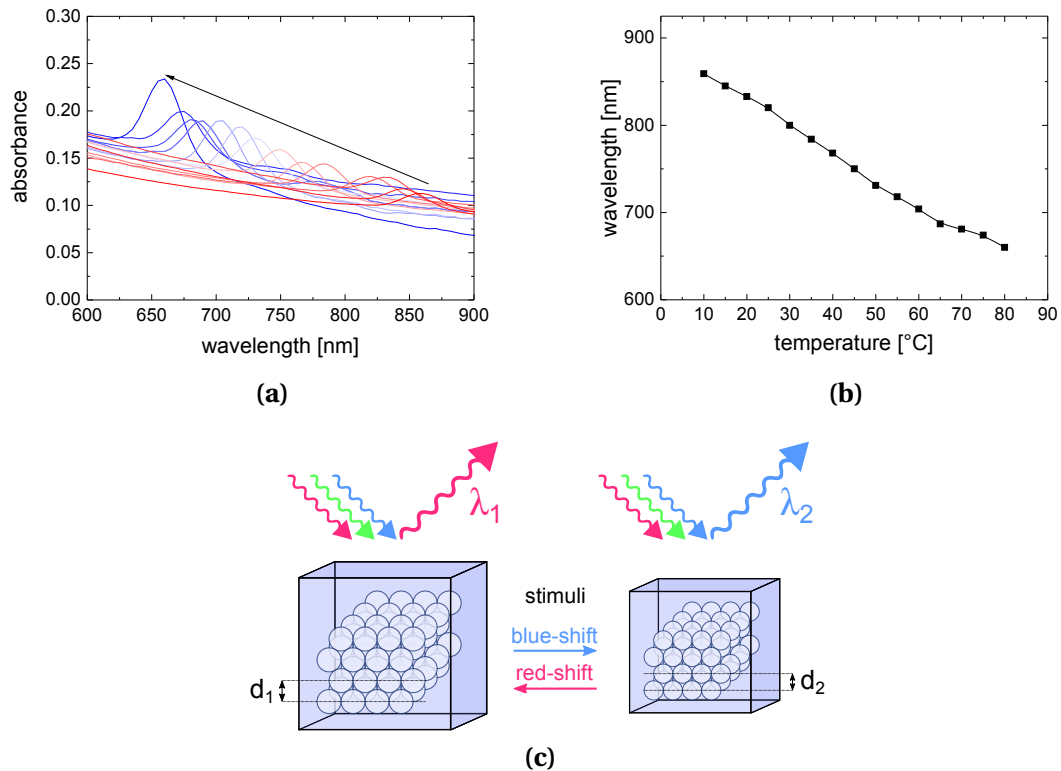 0.30
0.25
0.20
0.15
0.10
0.05
0.00
absorbance
600 650 700 750 800 850 900
wavelength [nm]
(a)
900
800
700
600
wavelength [nm]
0 10 20 30 40 50 60 70 80 90
temperature [°C]
(b)
λ₁
λ₂
stimuli
blue-shift
red-shift
d₁
d₂
(c)